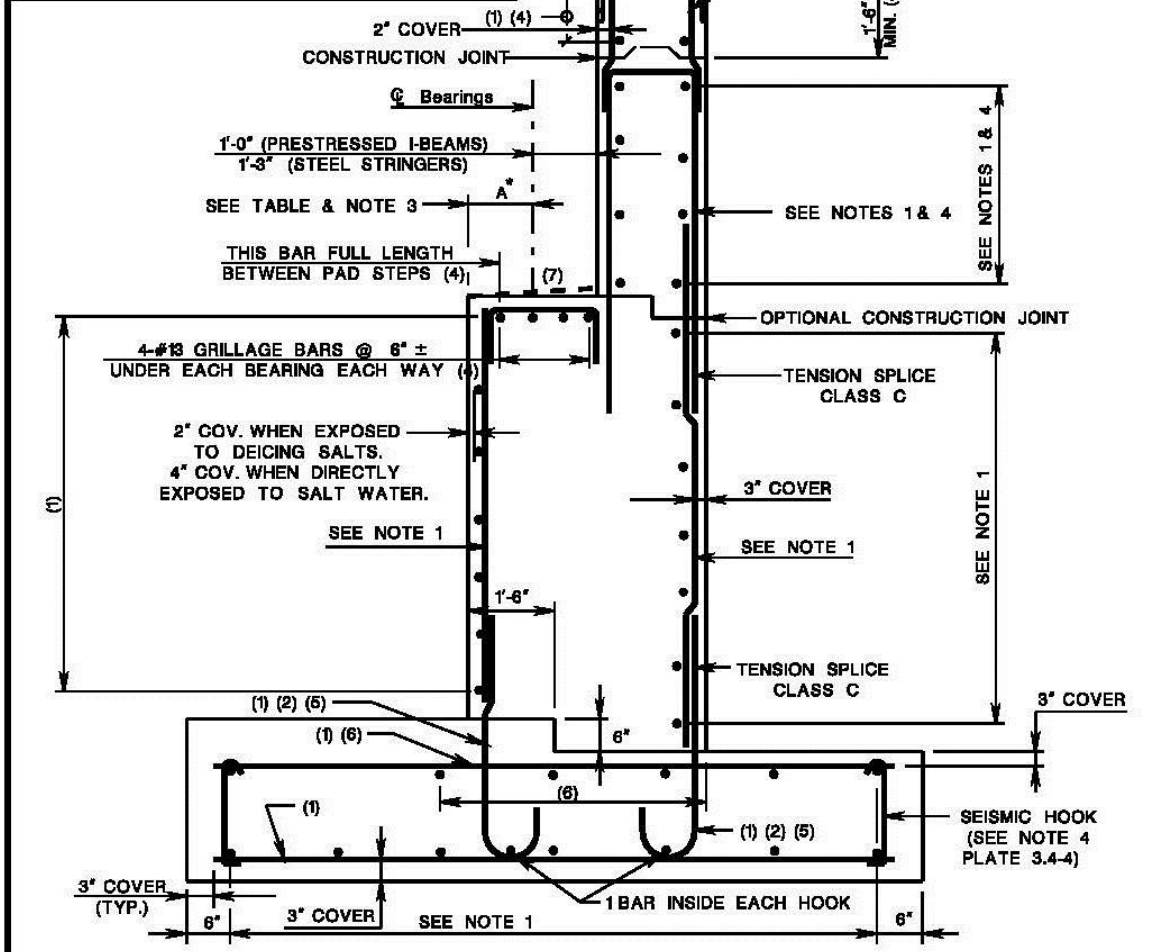 (1) (4)
2" COVER
CONSTRUCTION JOINT
1'-6"
MIN.
℄ Bearings
1'-0" (PRESTRESSED I-BEAMS)
1'-3" (STEEL STRINGERS)
A*
SEE TABLE & NOTE 3
SEE NOTES 1 & 4
SEE NOTES 1 & 4
THIS BAR FULL LENGTH
BETWEEN PAD STEPS (4)
(7)
OPTIONAL CONSTRUCTION JOINT
4-#13 GRILLAGE BARS @ 6" ±
UNDER EACH BEARING EACH WAY (4)
TENSION SPLICE
CLASS C
2" COV. WHEN EXPOSED
TO DEICING SALTS.
4" COV. WHEN DIRECTLY
EXPOSED TO SALT WATER.
(1)
3" COVER
SEE NOTE 1
SEE NOTE 1
SEE NOTE 1
1'-6"
TENSION SPLICE
CLASS C
(1) (2) (5)
3" COVER
(1) (6)
6"
(6)
(1)
(1) (2) (5)
SEISMIC HOOK
(SEE NOTE 4
PLATE 3.4-4)
3" COVER
(TYP.)
1 BAR INSIDE EACH HOOK
6"
3" COVER
SEE NOTE 1
6"